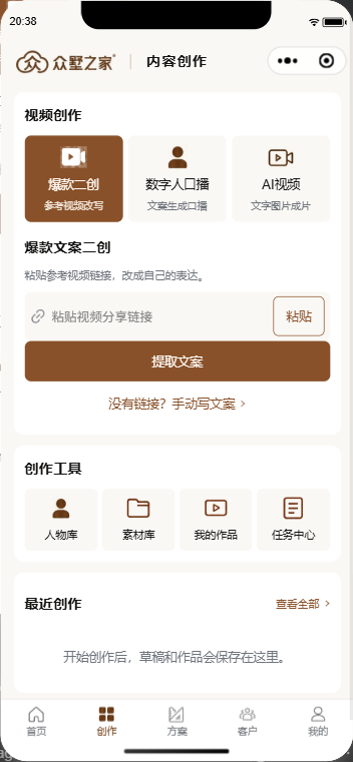 20:38
众墅之家
内容创作
视频创作
爆款二创
数字人口播
AI视频
参考视频改写
文案生成口播
文字图片成片
爆款文案二创
粘贴参考视频链接，改成自己的表达。
粘贴视频分享链接
粘贴
提取文案
没有链接？手动写文案 >
创作工具
人物库
素材库
我的作品
任务中心
最近创作
查看全部 >
开始创作后，草稿和作品会保存在这里。
首页
创作
方案
客户
我的